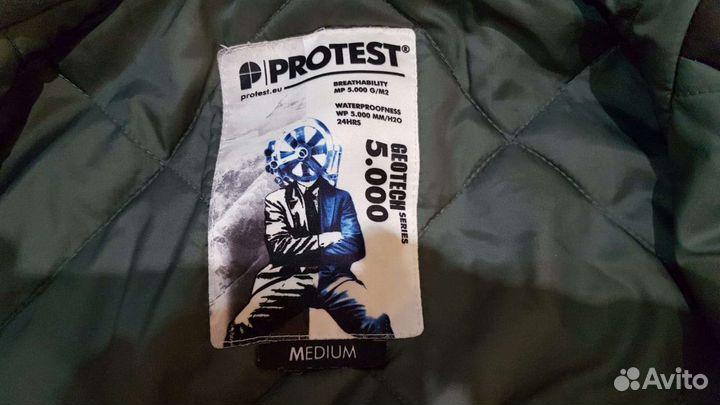 PROTEST®
protest.eu
BREATHABILITY
MP 5.000 G/M2
WATERPROOFNESS
WP 5.000 MM/H2O
24HRS
GEOTECH SERIES
5.000
MEDIUM
Avito